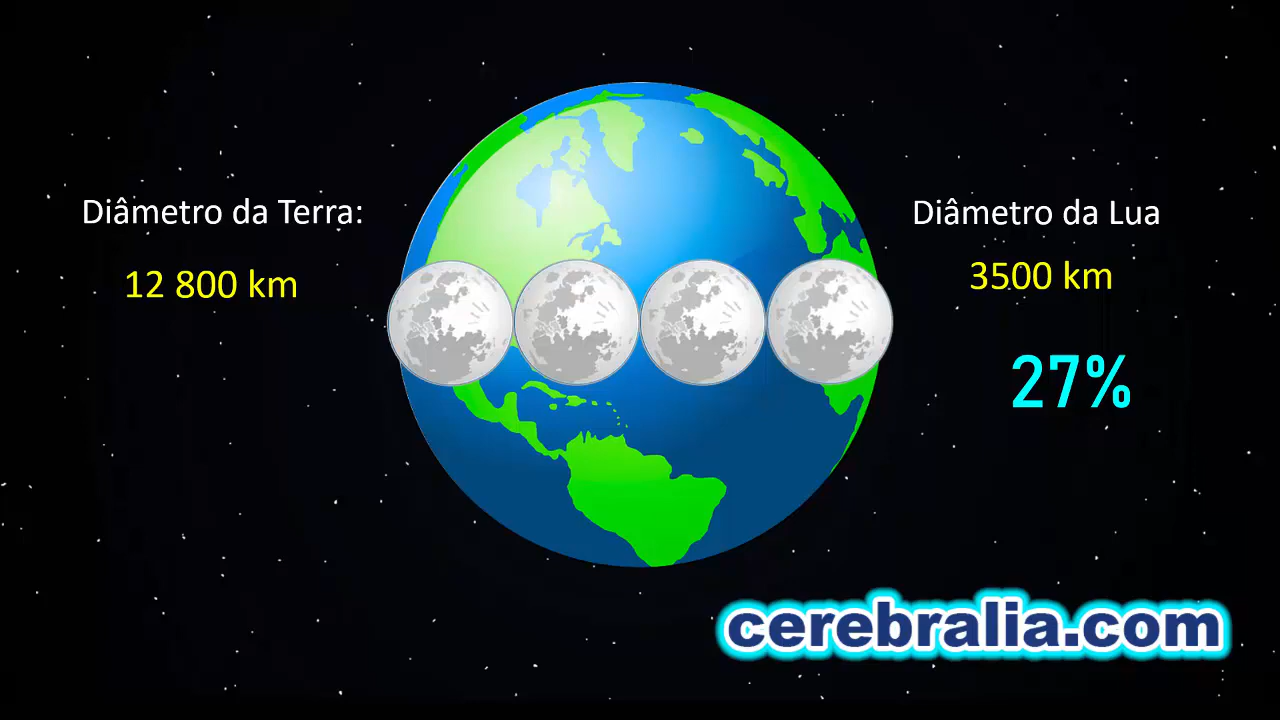 Diâmetro da Terra:
12 800 km
Diâmetro da Lua
3500 km
27%
cerebralia.com